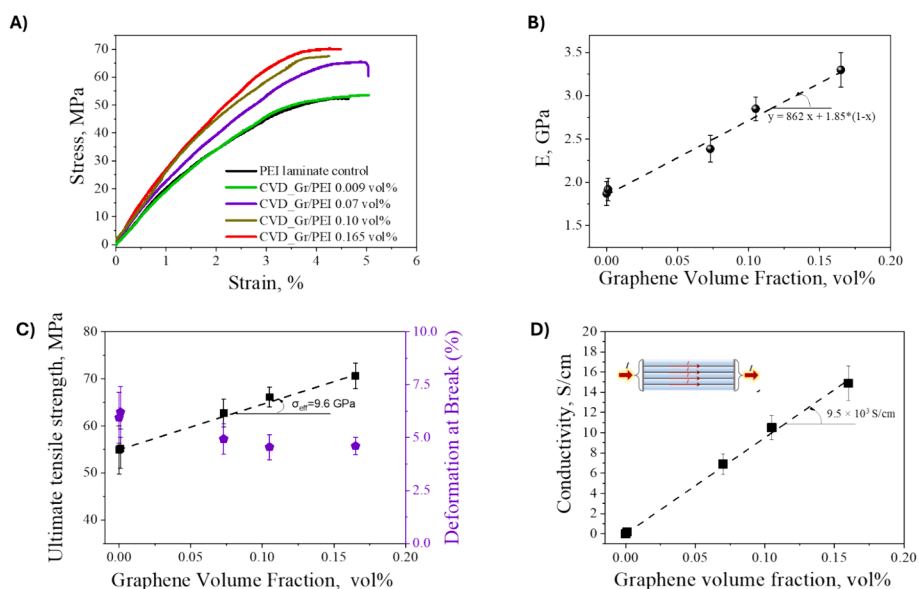 A)
Stress, MPa
70
60
50
40
30
20
10
0
PEI laminate control
CVD_Gr/PEI 0.009 vol%
CVD_Gr/PEI 0.07 vol%
CVD_Gr/PEI 0.10 vol%
CVD_Gr/PEI 0.165 vol%
0 1 2 3 4 5 6
Strain, %
B)
E, GPa
3.5
3.0
2.5
2.0
1.5
y = 862 x + 1.85*(1-x)
0.00 0.05 0.10 0.15 0.20
Graphene Volume Fraction, vol%
C)
Ultimate tensile strength, MPa
80
70
60
50
40
σeff=9.6 GPa
10.0
7.5
5.0
2.5
0.0
Deformation at Break (%)
0.00 0.05 0.10 0.15 0.20
Graphene Volume Fraction, vol%
D)
Conductivity, S/cm
20
18
16
14
12
10
8
6
4
2
0
I I
9.5 × 10³ S/cm
0.00 0.05 0.10 0.15 0.20
Graphene volume fraction, vol%